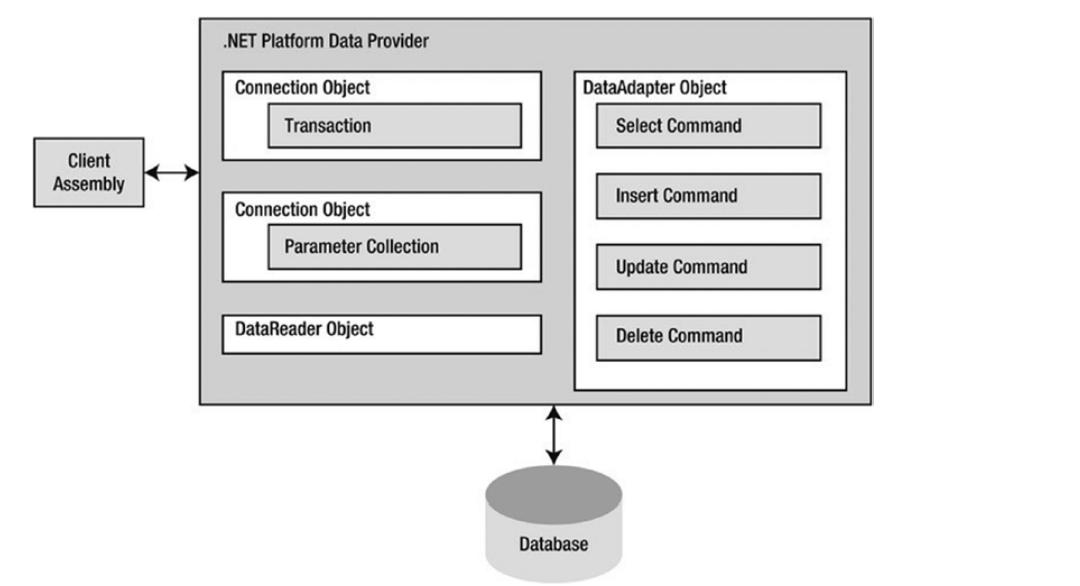 .NET Platform Data Provider
Connection Object
Transaction
Client
Assembly
Connection Object
Parameter Collection
DataReader Object
DataAdapter Object
Select Command
Insert Command
Update Command
Delete Command
Database